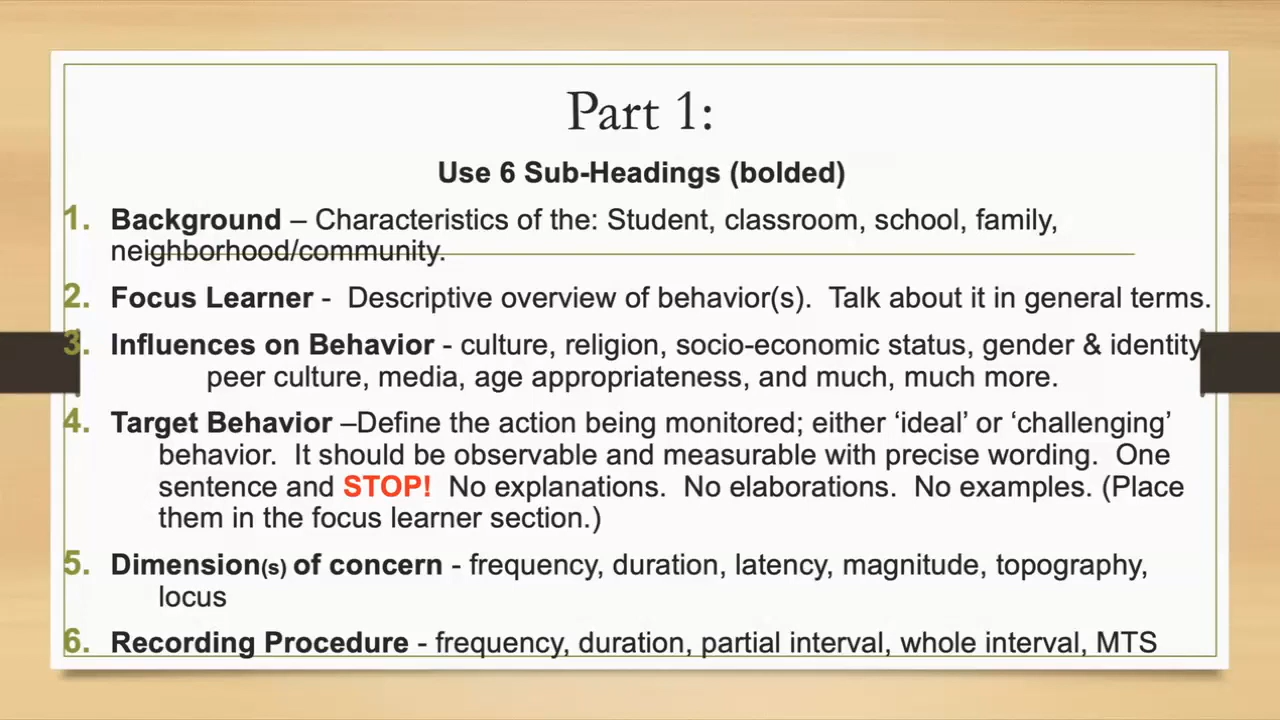 Part 1:
Use 6 Sub-Headings (bolded)
1. Background – Characteristics of the: Student, classroom, school, family,
neighborhood/community.
2. Focus Learner - Descriptive overview of behavior(s). Talk about it in general terms.
3. Influences on Behavior - culture, religion, socio-economic status, gender & identity
peer culture, media, age appropriateness, and much, much more.
4. Target Behavior –Define the action being monitored; either ‘ideal’ or ‘challenging’
behavior. It should be observable and measurable with precise wording. One
sentence and STOP! No explanations. No elaborations. No examples. (Place
them in the focus learner section.)
5. Dimension(s) of concern - frequency, duration, latency, magnitude, topography,
locus
6. Recording Procedure - frequency, duration, partial interval, whole interval, MTS